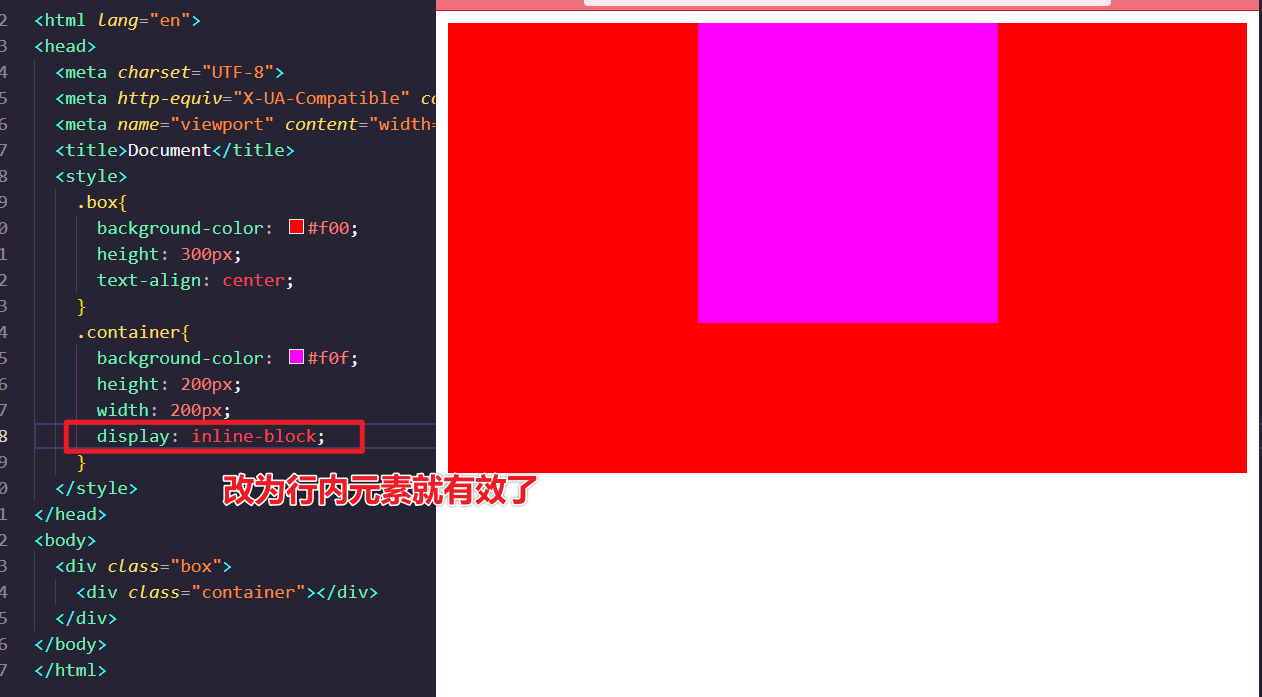 2 <html lang="en">
3 <head>
4 <meta charset="UTF-8">
5 <meta http-equiv="X-UA-Compatible" co
6 <meta name="viewport" content="width=
7 <title>Document</title>
8 <style>
9 .box{
0 background-color: #f00;
1 height: 300px;
2 text-align: center;
3 }
4 .container{
5 background-color: #f0f;
6 height: 200px;
7 width: 200px;
8 display: inline-block;
9 }
改为行内元素就有效了
0 </style>
1 </head>
2 <body>
3 <div class="box">
4 <div class="container"></div>
5 </div>
6 </body>
7 </html>